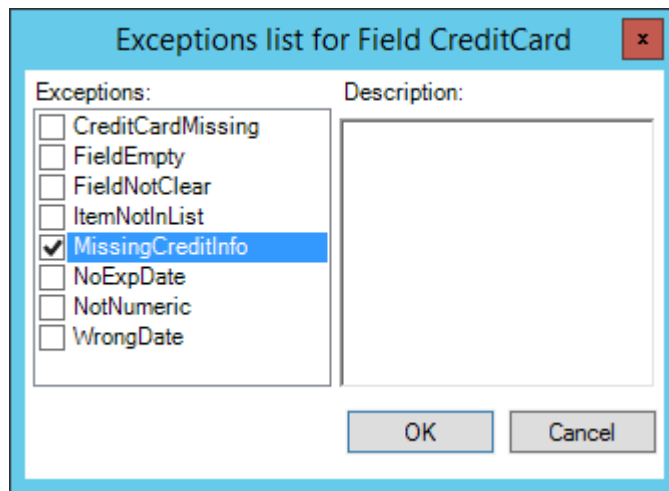 Exceptions list for Field CreditCard
x
Exceptions:
Description:
CreditCardMissing
FieldEmpty
FieldNotClear
ItemNotInList
MissingCreditInfo
NoExpDate
NotNumeric
WrongDate
OK
Cancel